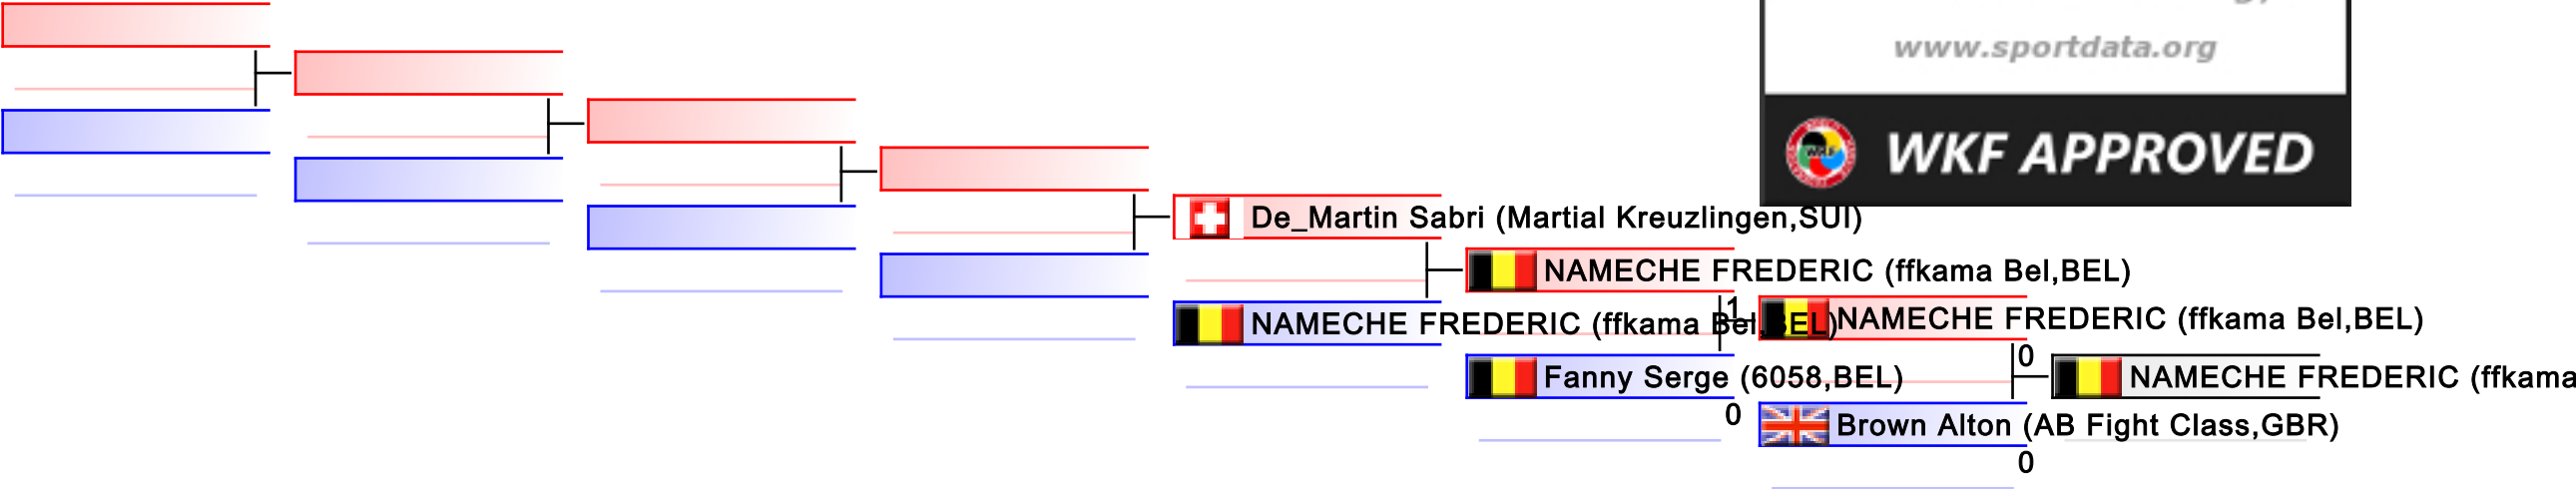 www.sportdata.org
WKF APPROVED
De_Martin Sabri (Martial Kreuzlingen,SUI)
NAMECHE FREDERIC (ffkama Bel,BEL)
1
NAMECHE FREDERIC (ffkama Bel,BEL)
NAMECHE FREDERIC (ffkama Bel,BEL)
0
Fanny Serge (6058,BEL)
NAMECHE FREDERIC (ffkama
0
Brown Alton (AB Fight Class,GBR)
0